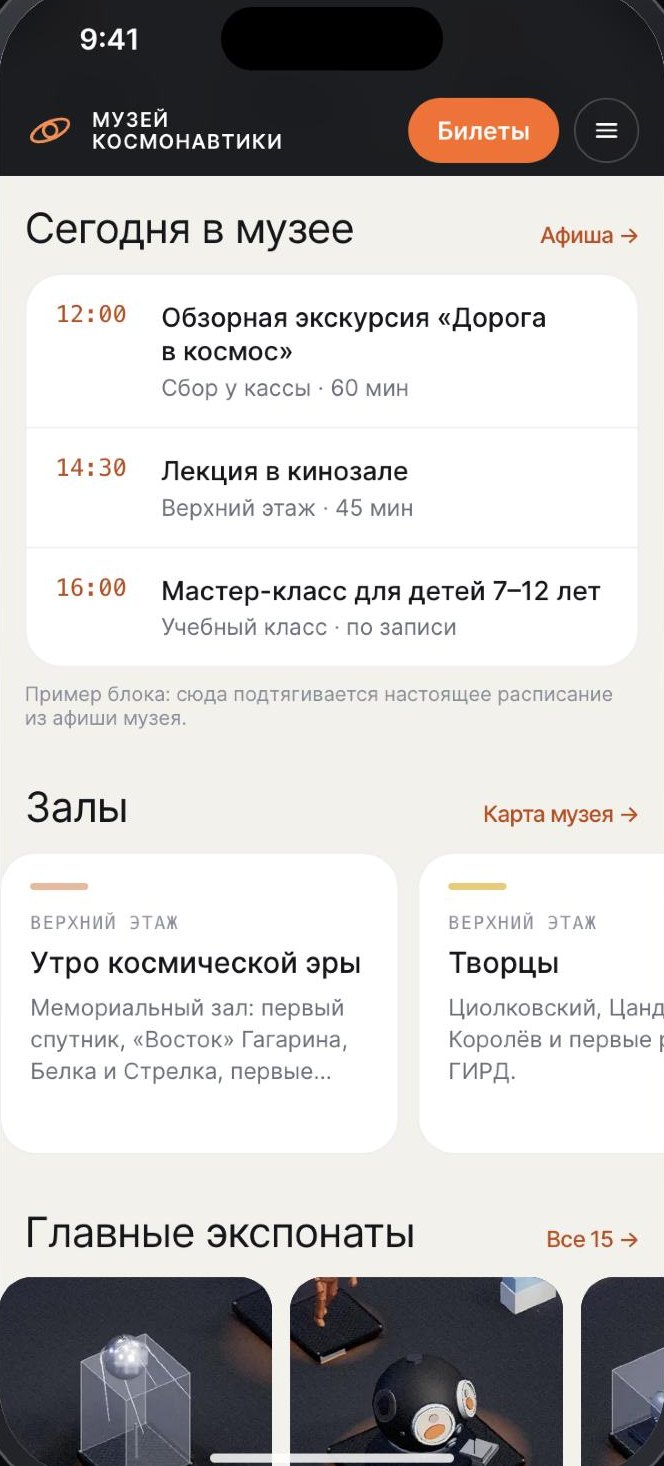 9:41
МУЗЕЙ
КОСМОНАВТИКИ
Билеты
Сегодня в музее
Афиша →
12:00
Обзорная экскурсия «Дорога
в космос»
Сбор у кассы · 60 мин
14:30
Лекция в кинозале
Верхний этаж · 45 мин
16:00
Мастер-класс для детей 7–12 лет
Учебный класс · по записи
Пример блока: сюда подтягивается настоящее расписание
из афиши музея.
Залы
Карта музея →
ВЕРХНИЙ ЭТАЖ
Утро космической эры
Мемориальный зал: первый
спутник, «Восток» Гагарина,
Белка и Стрелка, первые…
ВЕРХНИЙ ЭТАЖ
Творцы
Циолковский, Цанд
Королёв и первые
ГИРД.
Главные экспонаты
Все 15 →